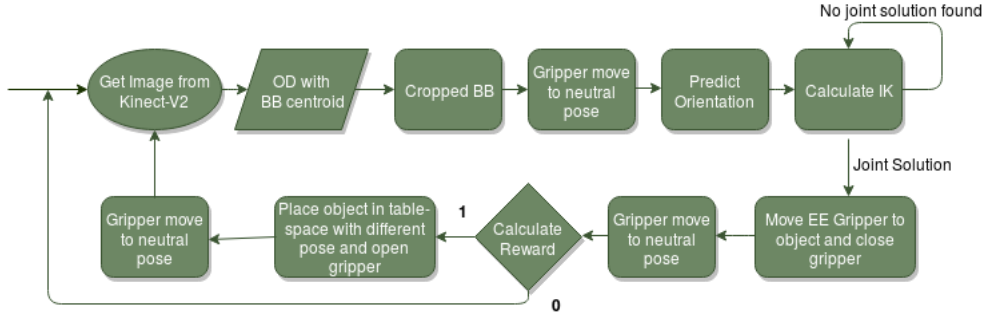 No joint solution found
Get Image from
Kinect-V2
OD with
BB centroid
Cropped BB
Gripper move
to neutral
pose
Predict
Orientation
Calculate IK
Joint Solution
Move EE Gripper to
object and close
gripper
Gripper move
to neutral
pose
Calculate
Reward
1
0
Place object in table-
space with different
pose and open
gripper
Gripper move
to neutral
pose